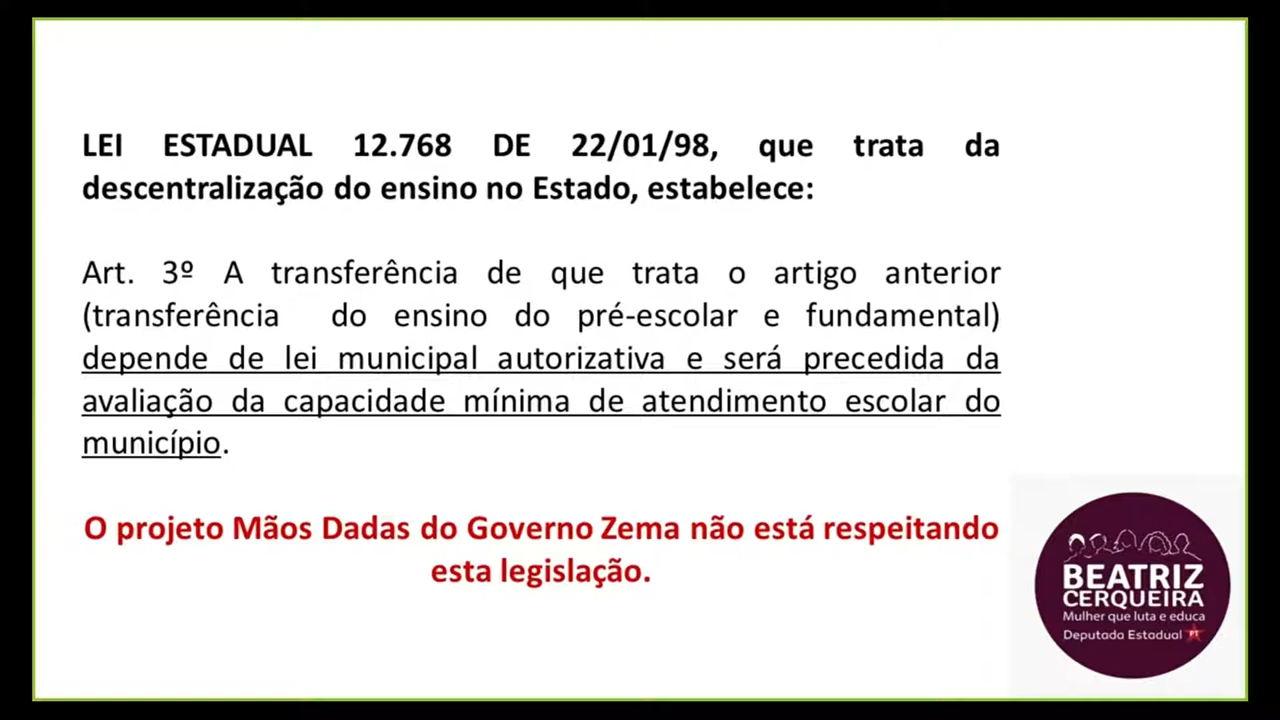 LEI ESTADUAL 12.768 DE 22/01/98, que trata da
descentralização do ensino no Estado, estabelece:
Art. 3º A transferência de que trata o artigo anterior
(transferência do ensino do pré-escolar e fundamental)
depende de lei municipal autorizativa e será precedida da
avaliação da capacidade mínima de atendimento escolar do
município.
O projeto Mãos Dadas do Governo Zema não está respeitando
esta legislação.
BEATRIZ
CERQUEIRA
Mulher que luta e educa
Deputada Estadual PT